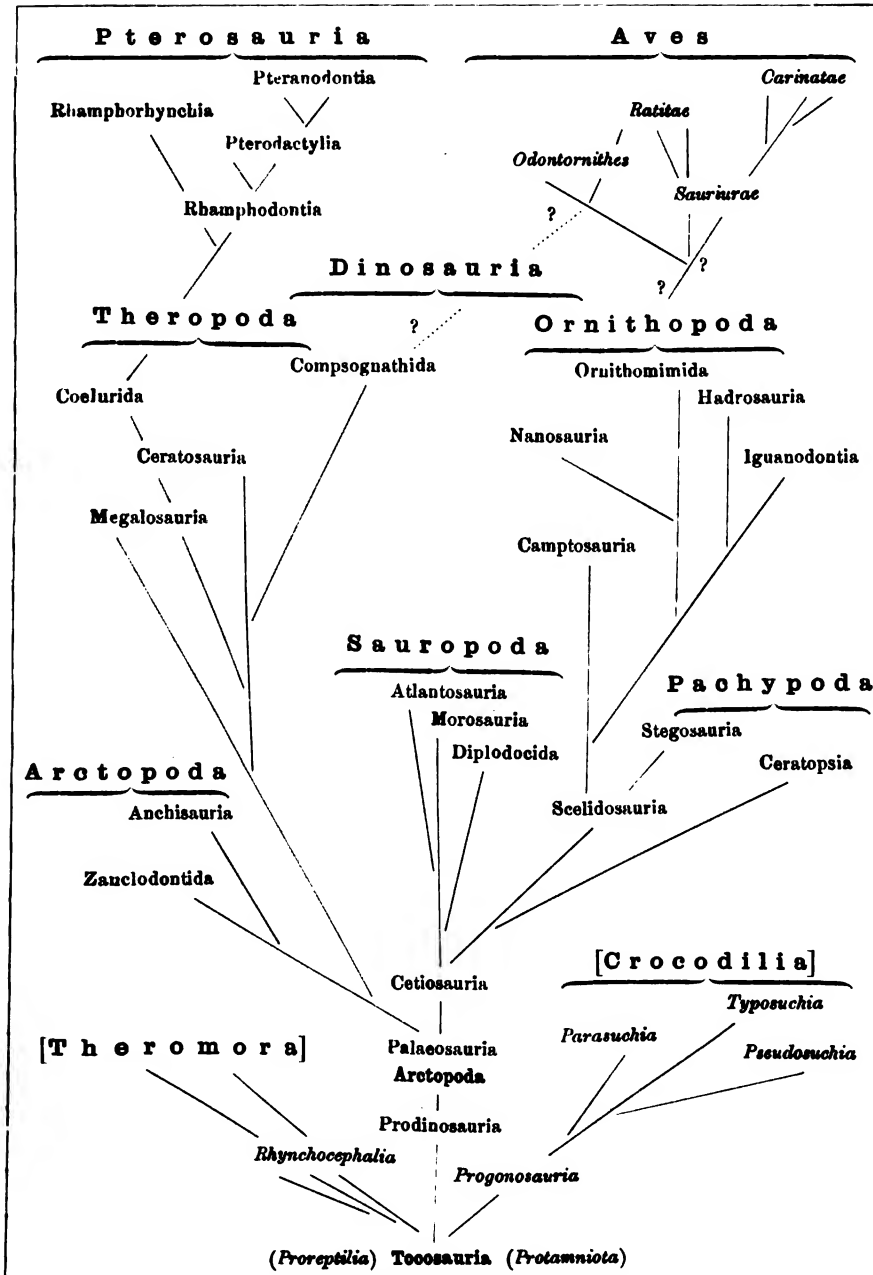 Pterosauria
Aves
Pteranodontia
Carinatae
Rhamphorhynchia
Ratitae
Pterodactylia
Odontornithes
Sauriurae
Rhamphodontia
?
?
Dinosauria
?
Theropoda
?
Ornithopoda
Compsognathida
Ornithomimida
Coelurida
Hadrosauria
Nanosauria
Ceratosauria
Iguanodontia
Megalosauria
Camptosauria
Sauropoda
Atlantosauria
Pachypoda
Morosauria
Stegosauria
Diplodocida
Ceratopsia
Arctopoda
Anchisauria
Scelidosauria
Zanclodontida
[Crocodilia]
Cetiosauria
Typosuchia
[Theromora]
Palaeosauria
Parasuchia
Pseudosuchia
Arctopoda
Prodinosauria
Rhynchocephalia
Progonosauria
(Proreptilia) Tocosauria (Protamniota)